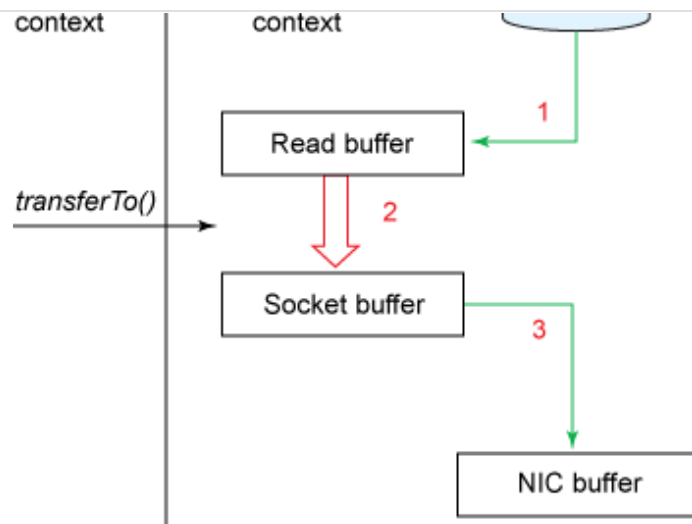 context
context
1
Read buffer
transferTo()
2
Socket buffer
3
NIC buffer